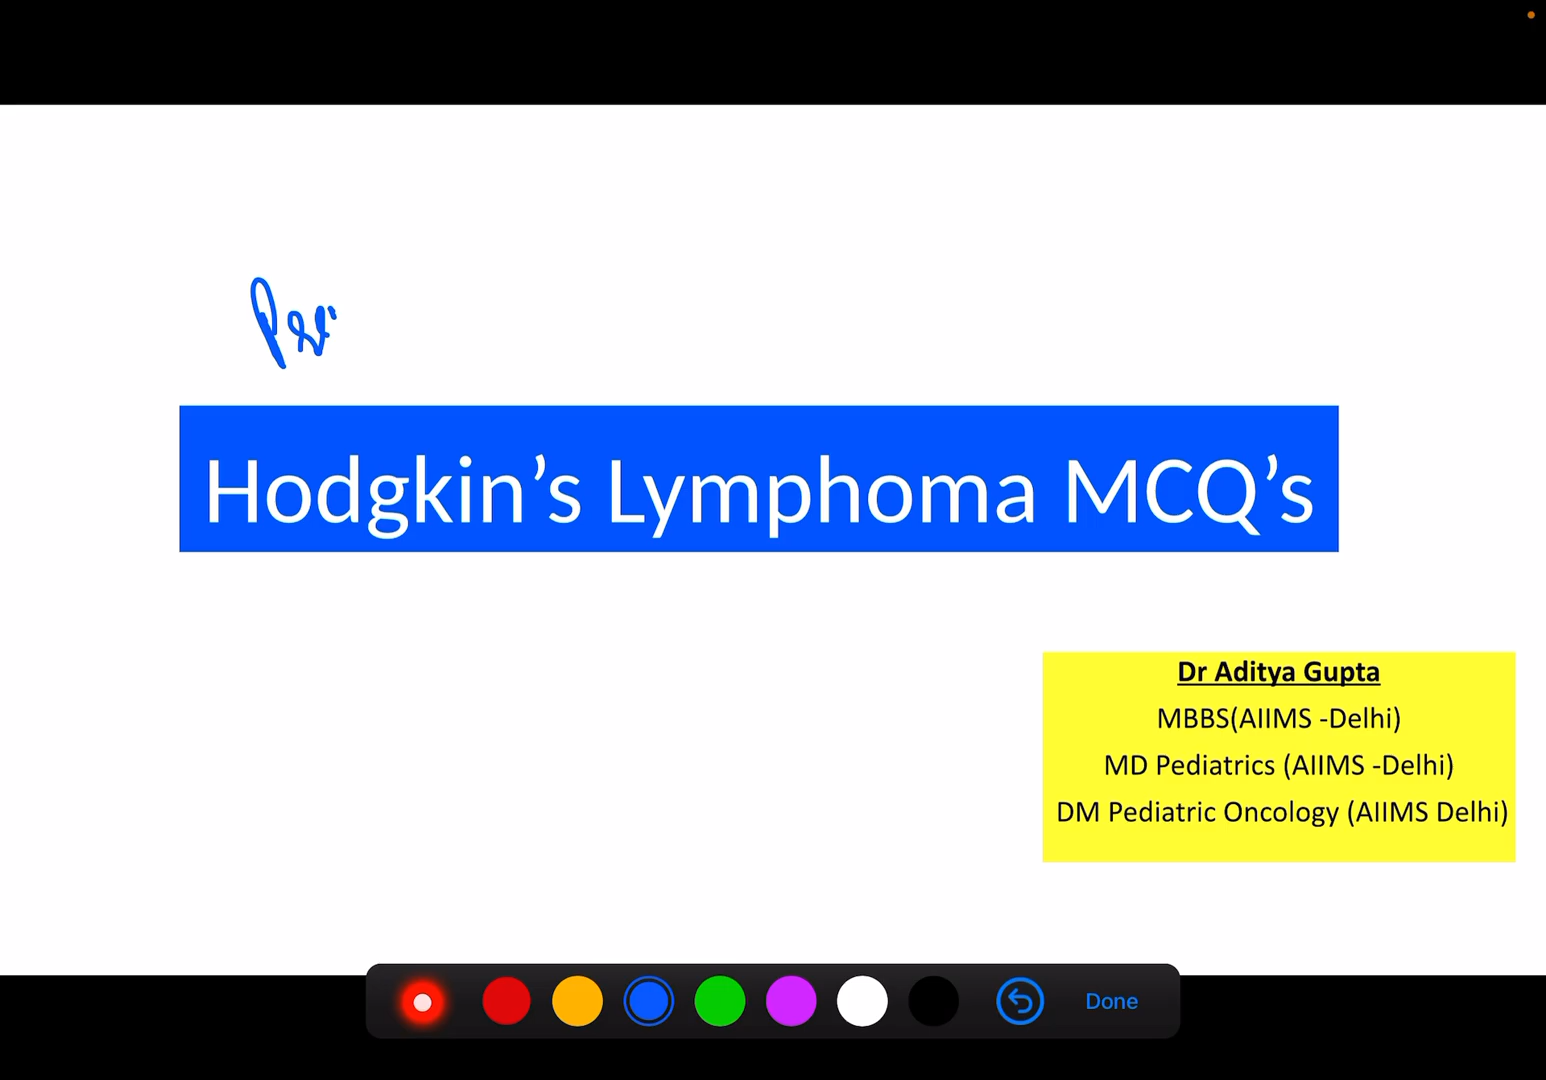 Hodgkin’s Lymphoma MCQ’s
Dr Aditya Gupta
MBBS(AIIMS -Delhi)
MD Pediatrics (AIIMS -Delhi)
DM Pediatric Oncology (AIIMS Delhi)
Done